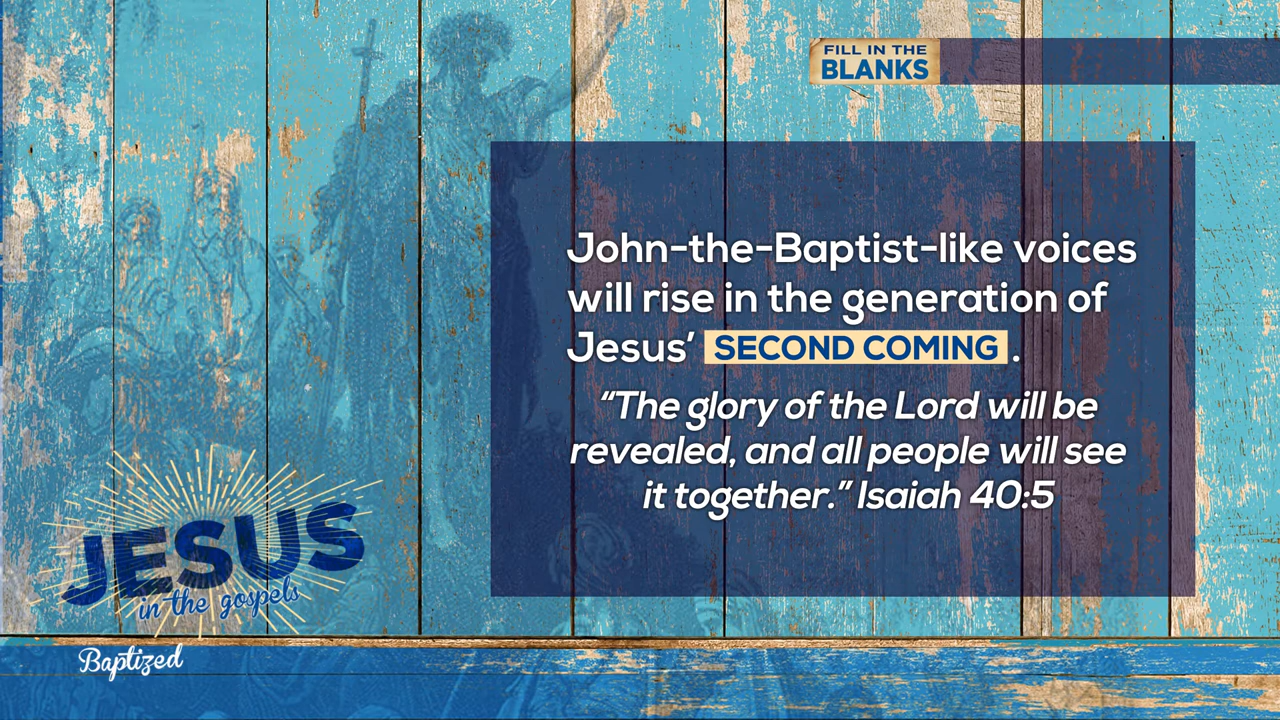 FILL IN THE
BLANKS
John-the-Baptist-like voices
will rise in the generation of
Jesus’ SECOND COMING .
“The glory of the Lord will be
revealed, and all people will see
it together.” Isaiah 40:5
JESUS
in the gospels
Baptized